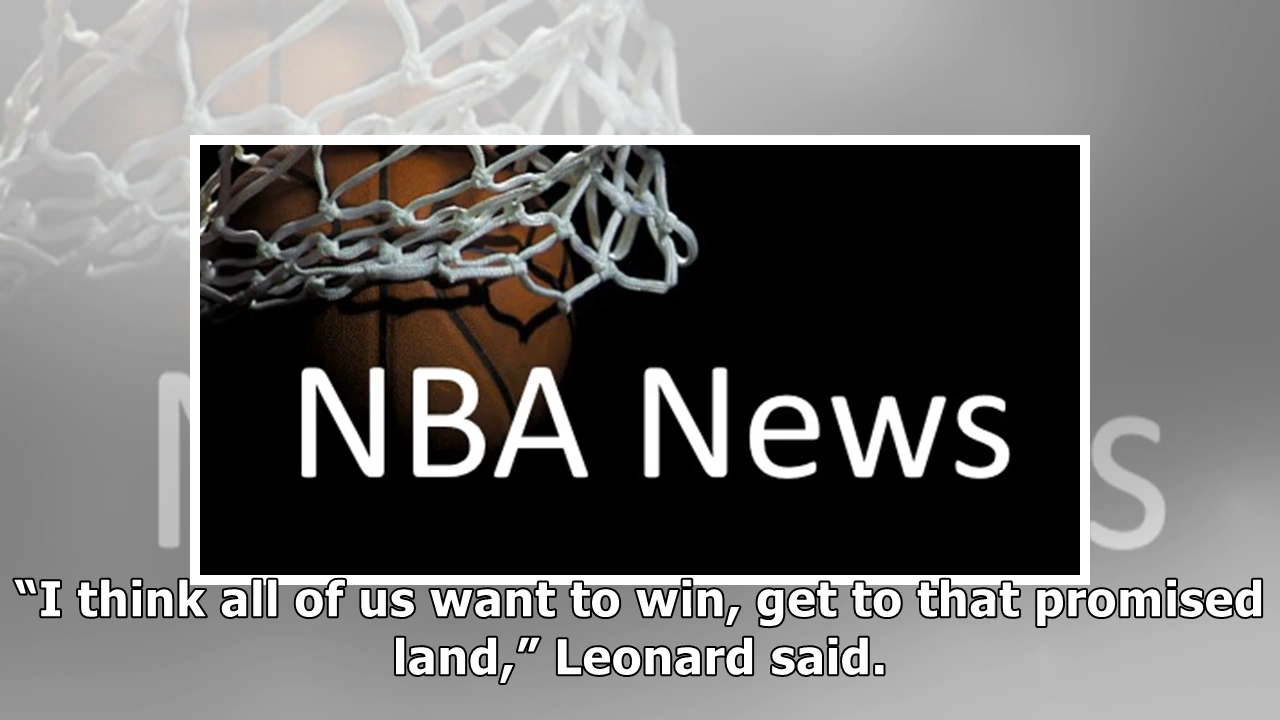 NBA News
“I think all of us want to win, get to that promised
land,” Leonard said.